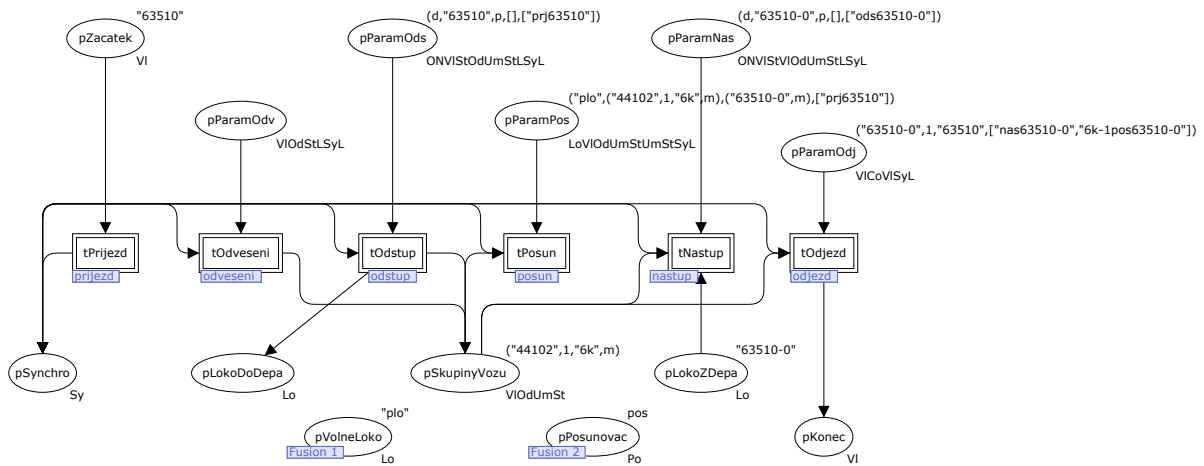 "63510"
pZacatek
Vl
(d,"63510",p,[],["prj63510"])
pParamOds
ONVlStOdUmStLSyL
(d,"63510-0",p,[],["ods63510-0"])
pParamNas
ONVlStVlOdUmStLSyL
pParamOdv
VlOdStLSyL
("plo",("44102",1,"6k",m),("63510-0",m),["prj63510"])
pParamPos
LoVlOdUmStUmStSyL
("63510-0",1,"63510",["nas63510-0","6k-1pos63510-0"])
pParamOdj
VlCoVlSyL
tPrijezd
prijezd
tOdveseni
odveseni
tOdstup
odstup
tPosun
posun
tNastup
nastup
tOdjezd
odjezd
pSynchro
Sy
pLokoDoDepa
Lo
("44102",1,"6k",m)
pSkupinyVozu
VlOdUmSt
"63510-0"
pLokoZDepa
Lo
"plo"
pVolneLoko
Fusion 1
Lo
pos
pPosunovac
Fusion 2
Po
pKonec
Vl